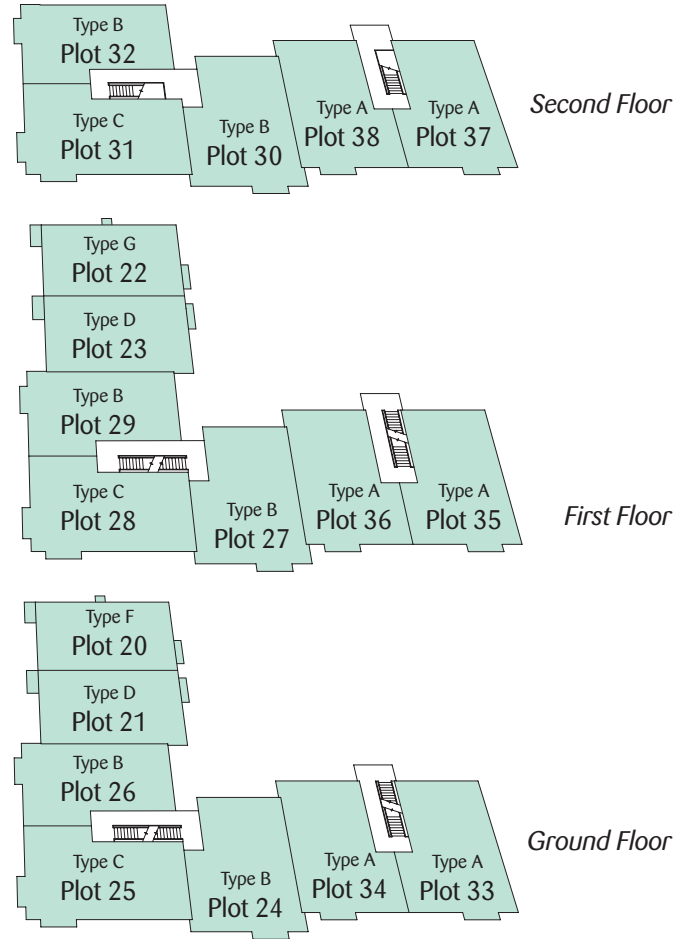 Type B
Plot 32
Type C
Plot 31
Type B
Plot 30
Type A
Plot 38
Type A
Plot 37
Second Floor
Type G
Plot 22
Type D
Plot 23
Type B
Plot 29
Type C
Plot 28
Type B
Plot 27
Type A
Plot 36
Type A
Plot 35
First Floor
Type F
Plot 20
Type D
Plot 21
Type B
Plot 26
Type C
Plot 25
Type B
Plot 24
Type A
Plot 34
Type A
Plot 33
Ground Floor